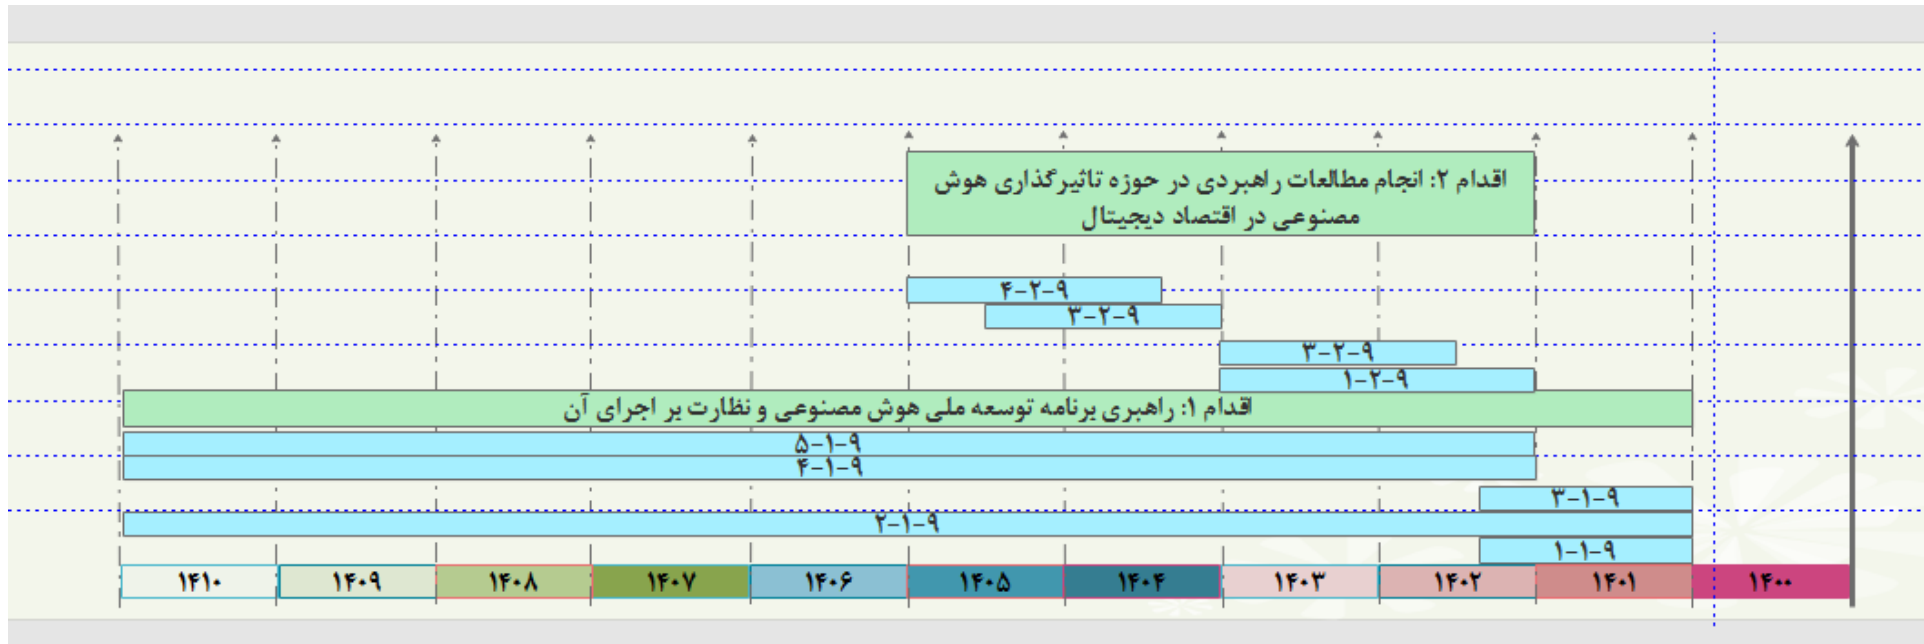 اقدام ۲: انجام مطالعات راهبردی در حوزه تاثیرگذاری هوش
مصنوعی در اقتصاد دیجیتال
۴-۲-۹
۳-۲-۹
۳-۲-۹
۱-۲-۹
اقدام ۱: راهبری برنامه توسعه ملی هوش مصنوعی و نظارت بر اجرای آن
۵-۱-۹
۴-۱-۹
۳-۱-۹
۲-۱-۹
۱-۱-۹
۱۴۰۰ ۱۴۰۱ ۱۴۰۲ ۱۴۰۳ ۱۴۰۴ ۱۴۰۵ ۱۴۰۶ ۱۴۰۷ ۱۴۰۸ ۱۴۰۹ ۱۴۱۰